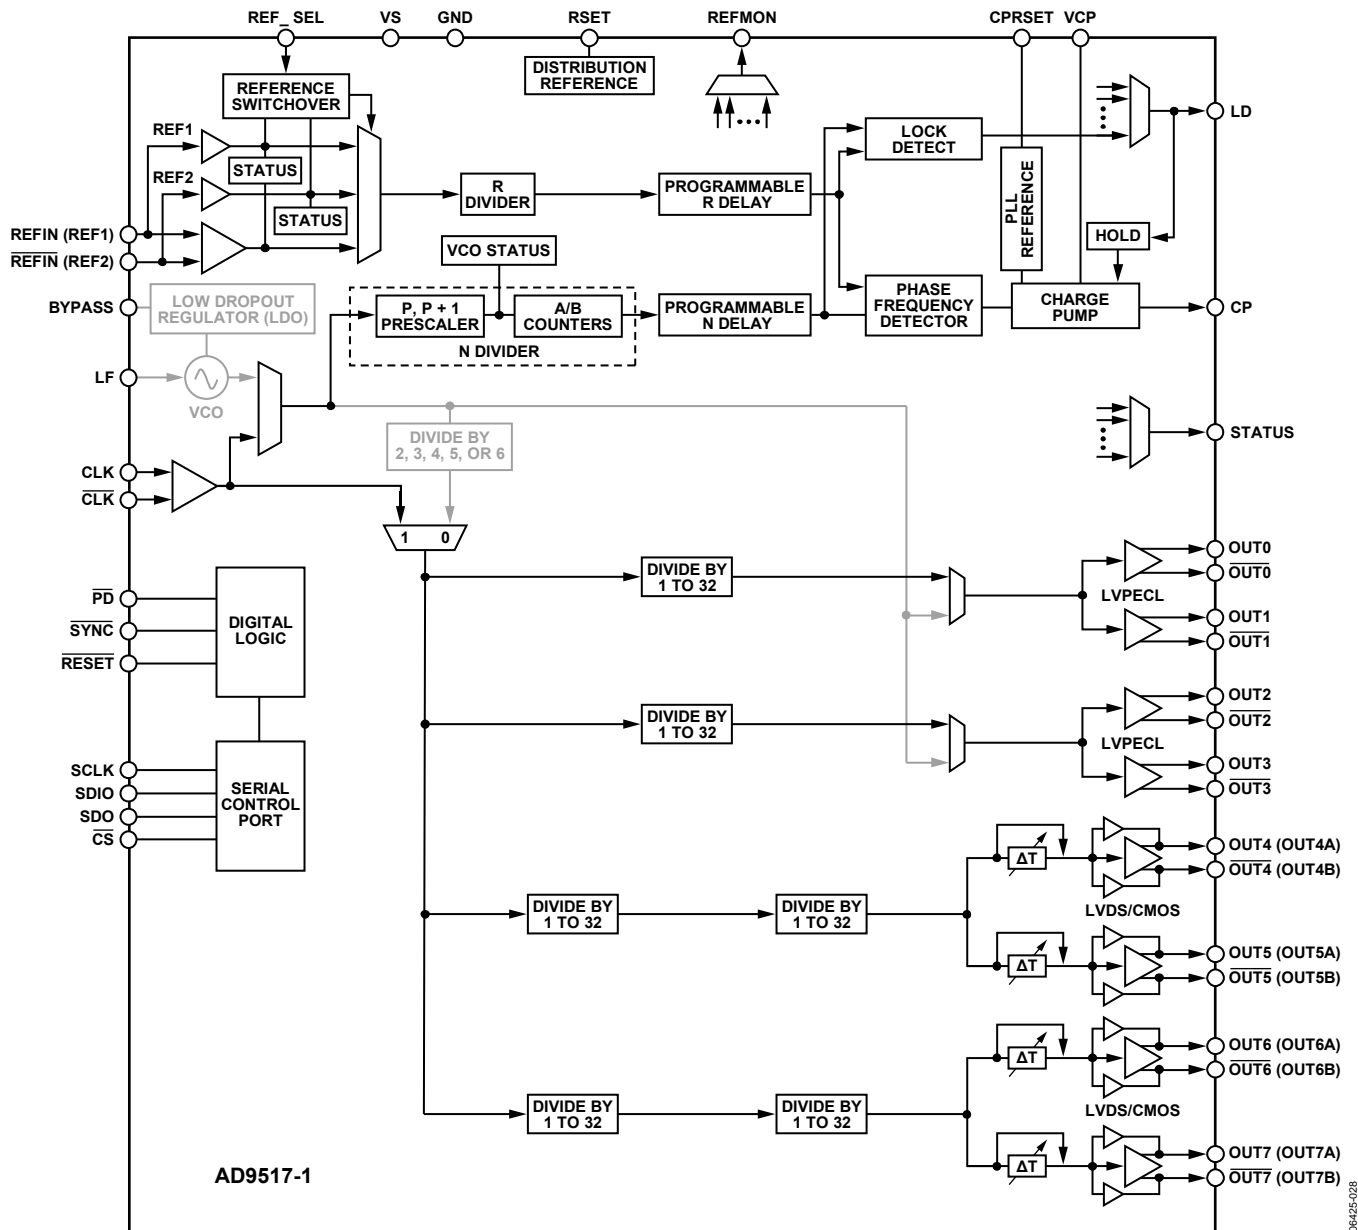 REF_ SEL
VS
GND
RSET
REFMON
CPRSET
VCP
DISTRIBUTION
REFERENCE
REFERENCE
SWITCHOVER
REF1
STATUS
REF2
STATUS
REFIN (REF1)
REFIN (REF2)
BYPASS
LOW DROPOUT
REGULATOR (LDO)
LF
VCO
CLK
CLK
R
DIVIDER
VCO STATUS
P, P + 1
PRESCALER
A/B
COUNTERS
N DIVIDER
PROGRAMMABLE
R DELAY
PROGRAMMABLE
N DELAY
LOCK
DETECT
PLL
REFERENCE
HOLD
PHASE
FREQUENCY
DETECTOR
CHARGE
PUMP
LD
CP
STATUS
DIVIDE BY
2, 3, 4, 5, OR 6
1 0
PD
SYNC
RESET
DIGITAL
LOGIC
SCLK
SDIO
SDO
CS
SERIAL
CONTROL
PORT
DIVIDE BY
1 TO 32
LVPECL
OUT0
OUT0
OUT1
OUT1
DIVIDE BY
1 TO 32
LVPECL
OUT2
OUT2
OUT3
OUT3
DIVIDE BY
1 TO 32
DIVIDE BY
1 TO 32
ΔT
ΔT
LVDS/CMOS
OUT4 (OUT4A)
OUT4 (OUT4B)
OUT5 (OUT5A)
OUT5 (OUT5B)
DIVIDE BY
1 TO 32
DIVIDE BY
1 TO 32
ΔT
ΔT
LVDS/CMOS
OUT6 (OUT6A)
OUT6 (OUT6B)
OUT7 (OUT7A)
OUT7 (OUT7B)
AD9517-1
06425-028